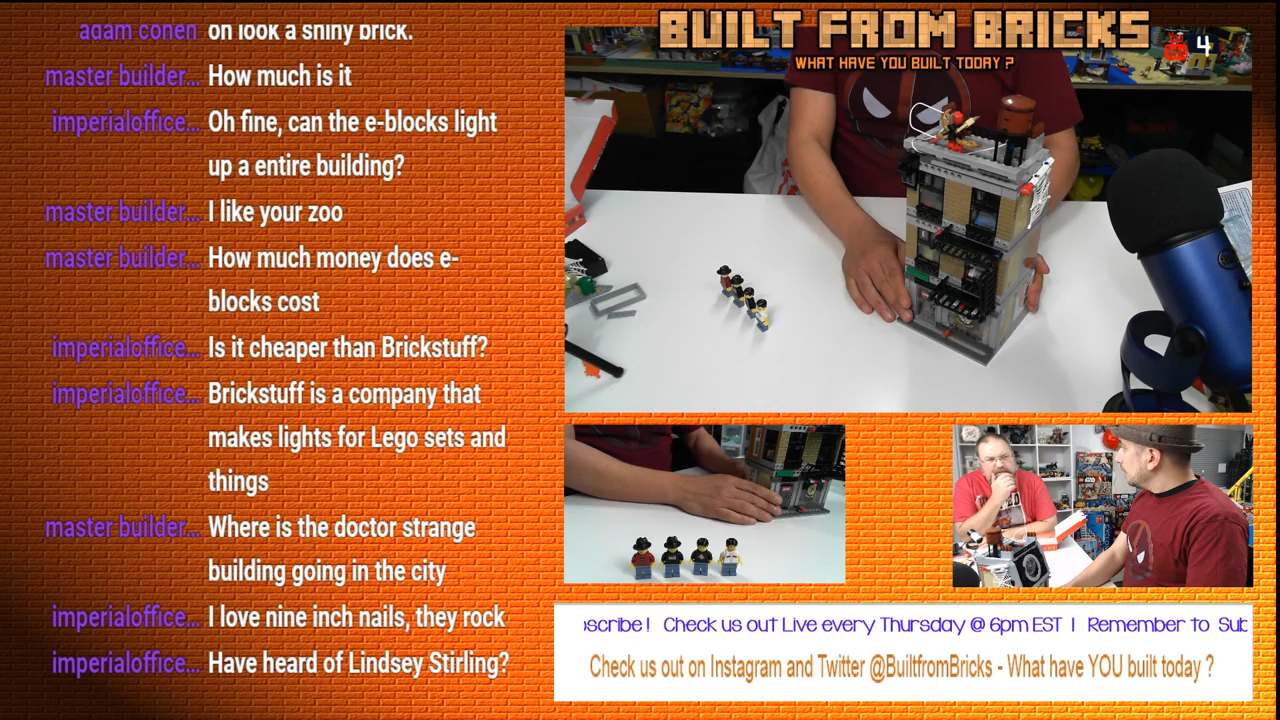 adam conen on look a shiny brick.
master builder... How much is it
imperialoffice... Oh fine, can the e-blocks light
up a entire building?
master builder... I like your zoo
master builder... How much money does e-
blocks cost
imperialoffice... Is it cheaper than Brickstuff?
imperialoffice... Brickstuff is a company that
makes lights for Lego sets and
things
master builder... Where is the doctor strange
building going in the city
imperialoffice... I love nine inch nails, they rock
imperialoffice... Have heard of Lindsey Stirling?
BUILT FROM BRICKS
WHAT HAVE YOU BUILT TODAY ?
4
oscribe ! Check us out Live every Thursday @ 6pm EST | Remember to Sub
Check us out on Instagram and Twitter @BuiltfromBricks - What have YOU built today ?